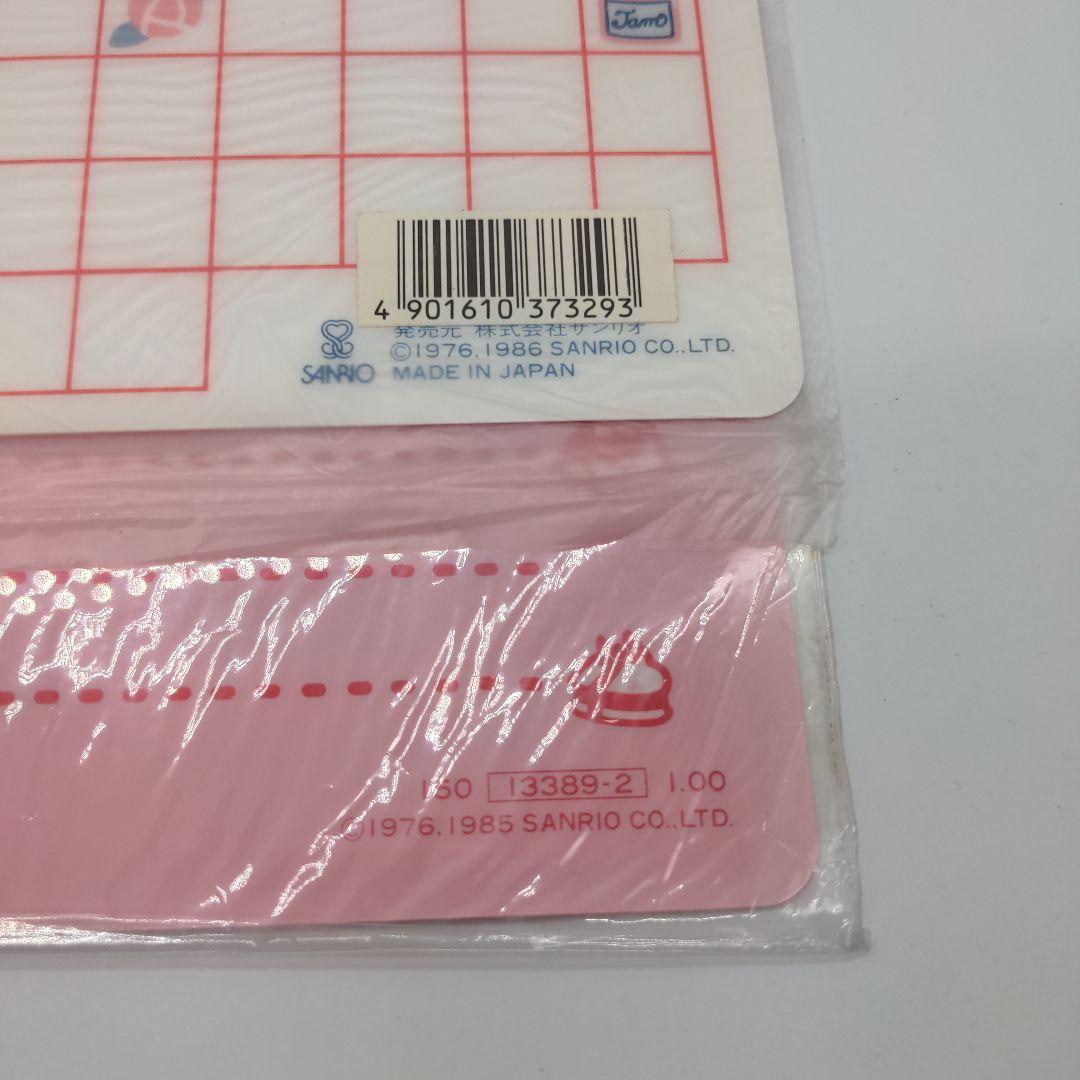 Jamo
4 901610 373293
発売元 株式会社サンリオ
©1976,1986 SANRIO CO.,LTD.
SANRIO MADE IN JAPAN
150 13389-2 1.00
©1976,1985 SANRIO CO.,LTD.